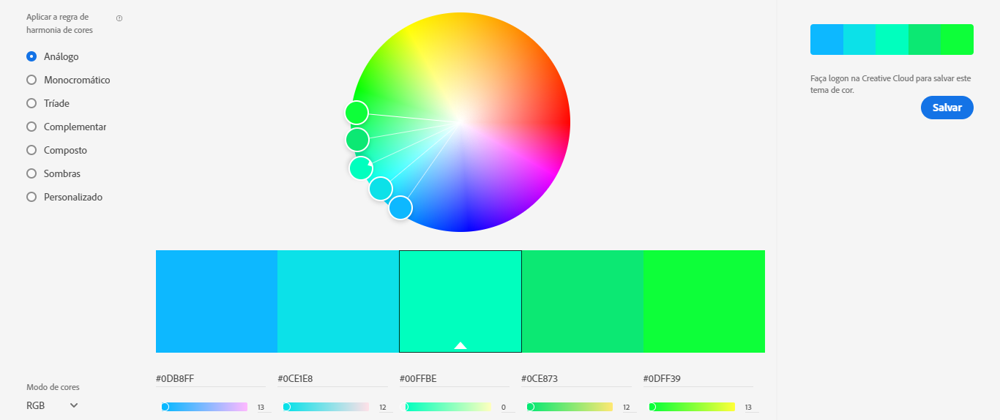 Aplicar a regra de
harmonia de cores
Análogo
Monocromático
Tríade
Complementar
Composto
Sombras
Personalizado
Faça logon na Creative Cloud para salvar este
tema de cor.
Salvar
#0DB8FF #0CE1E8 #00FFBE #0CE873 #0DFF39
Modo de cores
RGB
13 12 0 12 13